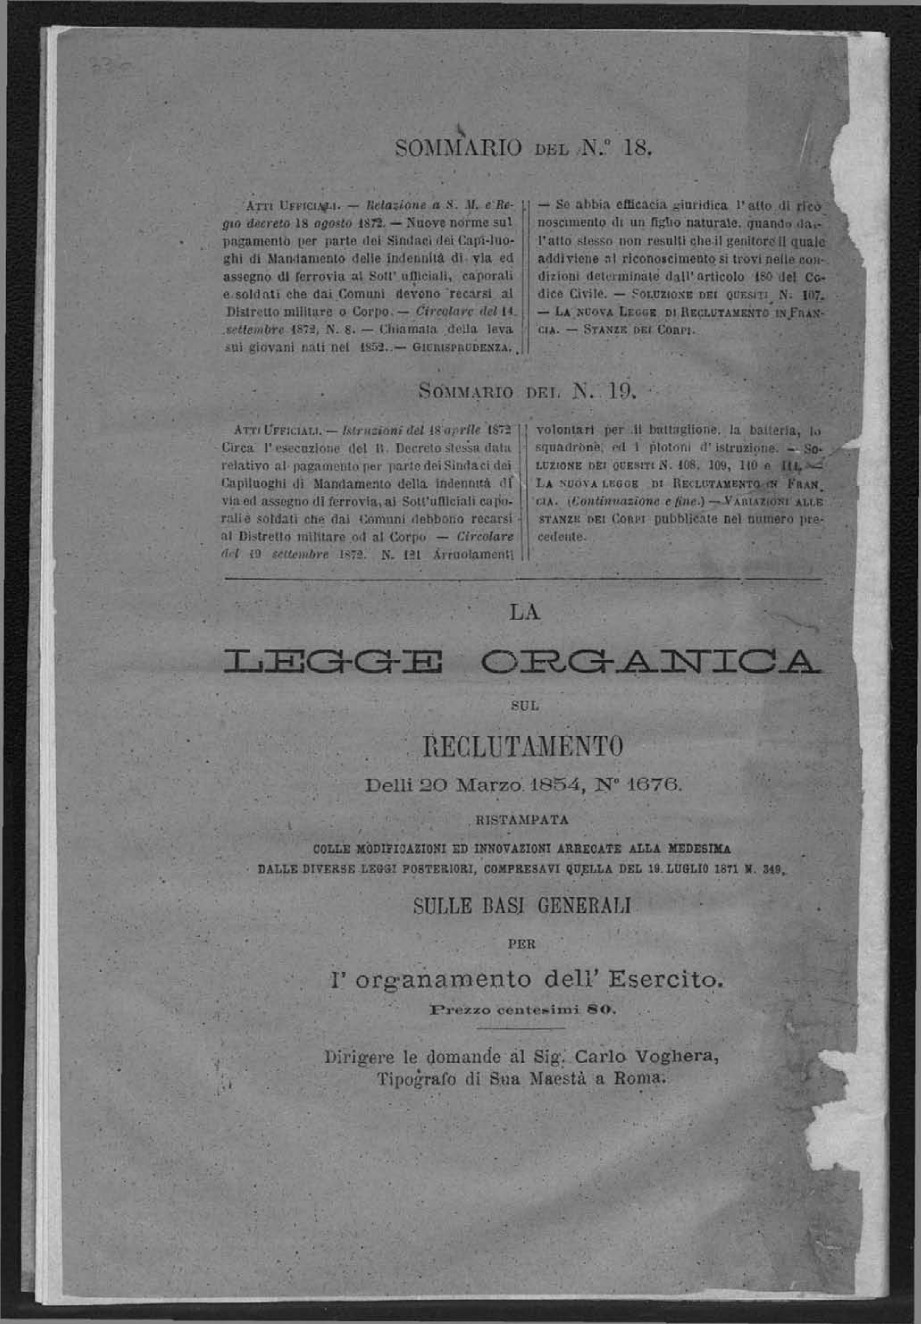 SOMMARIO DEL N.º 18.
ATTI UFFICIALI. — Relazione a S. M. e Re-
gio decreto 18 agosto 1872. — Nuove norme sul
pagamento per parte dei Sindaci dei Capi-luo-
ghi di Mandamento delle indennità di via ed
assegno di ferrovia ai Sott' ufficiali, caporali
e soldati che dai Comuni devono recarsi al
Distretto militare o Corpo. — Circolare del 14
settembre 1872, N. 8. — Chiamata della leva
sui giovani nati nel 1852. — GIURISPRUDENZA.
— Se abbia efficacia giuridica l' atto di rico
noscimento di un figlio naturale, quando dal-
l'atto stesso non resulti che il genitore il quale
addiviene al riconoscimento si trovi nelle con-
dizioni determinate dall' articolo 180 del Co-
dice Civile. — SOLUZIONE DEI QUESITI N. 107.
— LA NUOVA LEGGE DI RECLUTAMENTO IN FRAN-
CIA. — STANZE DEI CORPI.
SOMMARIO DEL N. 19.
ATTI UFFICIALI. — Istruzioni del 18 aprile 1872
Circa l' esecuzione del R. Decreto stessa data
relativo al pagamento per parte dei Sindaci dei
Capiluoghi di Mandamento della indennità di
via ed assegno di ferrovia, ai Sott'ufficiali capo-
rali e soldati che dai Comuni debbono recarsi
al Distretto militare od al Corpo — Circolare
del 19 settembre 1872. N. 121 Arruolamenti
volontari per il battaglione, la batteria, lo
squadrone, ed i plotoni d' istruzione. — SO-
LUZIONE DEI QUESITI N. 108, 109, 110 e 111. —
LA NUOVA LEGGE DI RECLUTAMENTO IN FRAN
CIA. (Continuazione e fine.) — VARIAZIONI ALLE
STANZE DEI CORPI pubblicate nel numero pre-
cedente.
LA
LEGGE ORGANICA
SUL
RECLUTAMENTO
Delli 20 Marzo 1854, Nº 1676.
RISTAMPATA
COLLE MODIFICAZIONI ED INNOVAZIONI ARRECATE ALLA MEDESIMA
DALLE DIVERSE LEGGI POSTERIORI, COMPRESAVI QUELLA DEL 19 LUGLIO 1871 N. 349,
SULLE BASI GENERALI
PER
l' organamento dell' Esercito.
Prezzo centesimi 80.
Dirigere le domande al Sig. Carlo Voghera,
Tipografo di Sua Maestà a Roma.